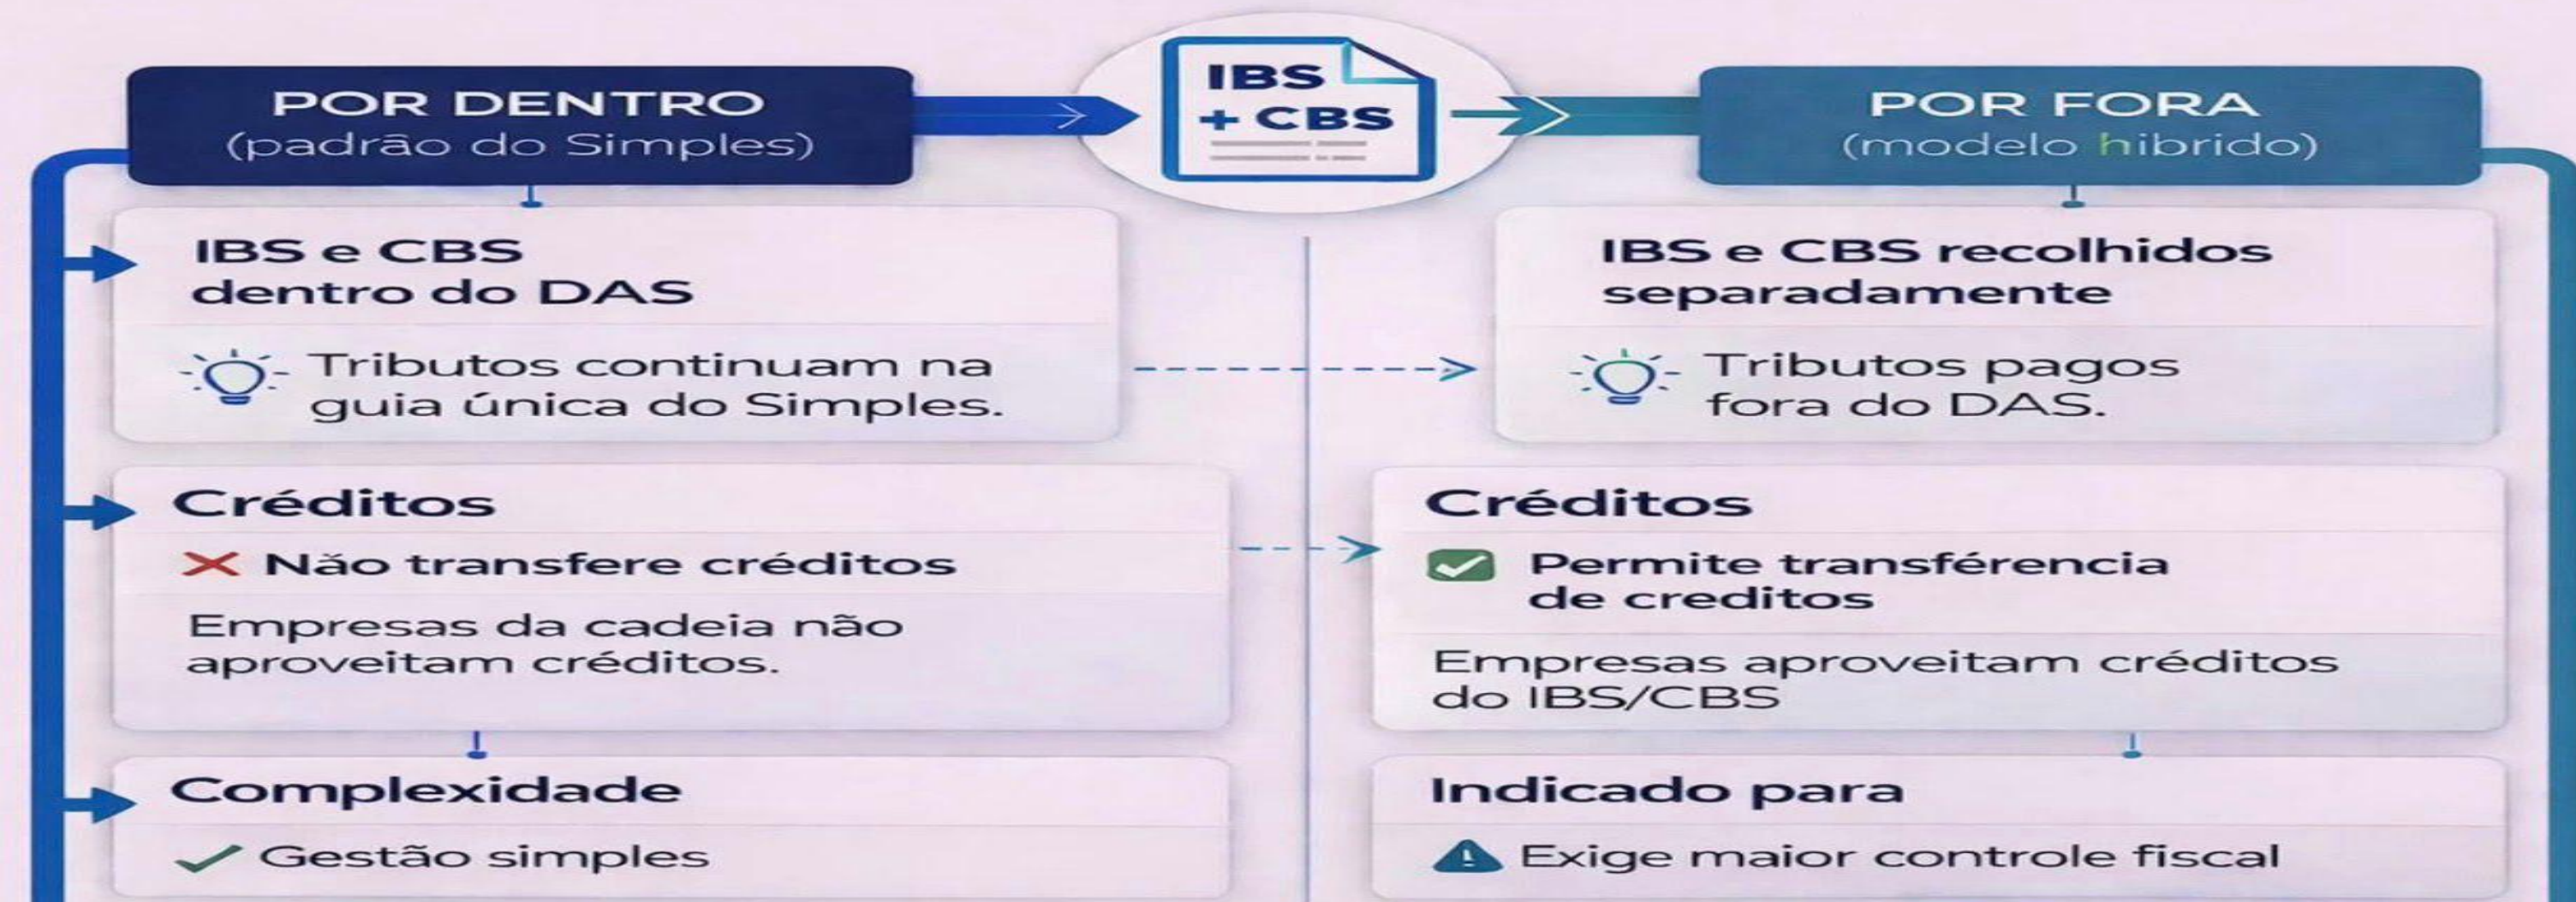 IBS
+ CBS
POR DENTRO
(padrão do Simples)
IBS e CBS
dentro do DAS
Tributos continuam na
guia única do Simples.
Créditos
Não transfere créditos
Empresas da cadeia não
aproveitam créditos.
Complexidade
Gestão simples
POR FORA
(modelo hibrido)
IBS e CBS recolhidos
separadamente
Tributos pagos
fora do DAS.
Créditos
Permite transférencia
de creditos
Empresas aproveitam créditos
do IBS/CBS
Indicado para
Exige maior controle fiscal